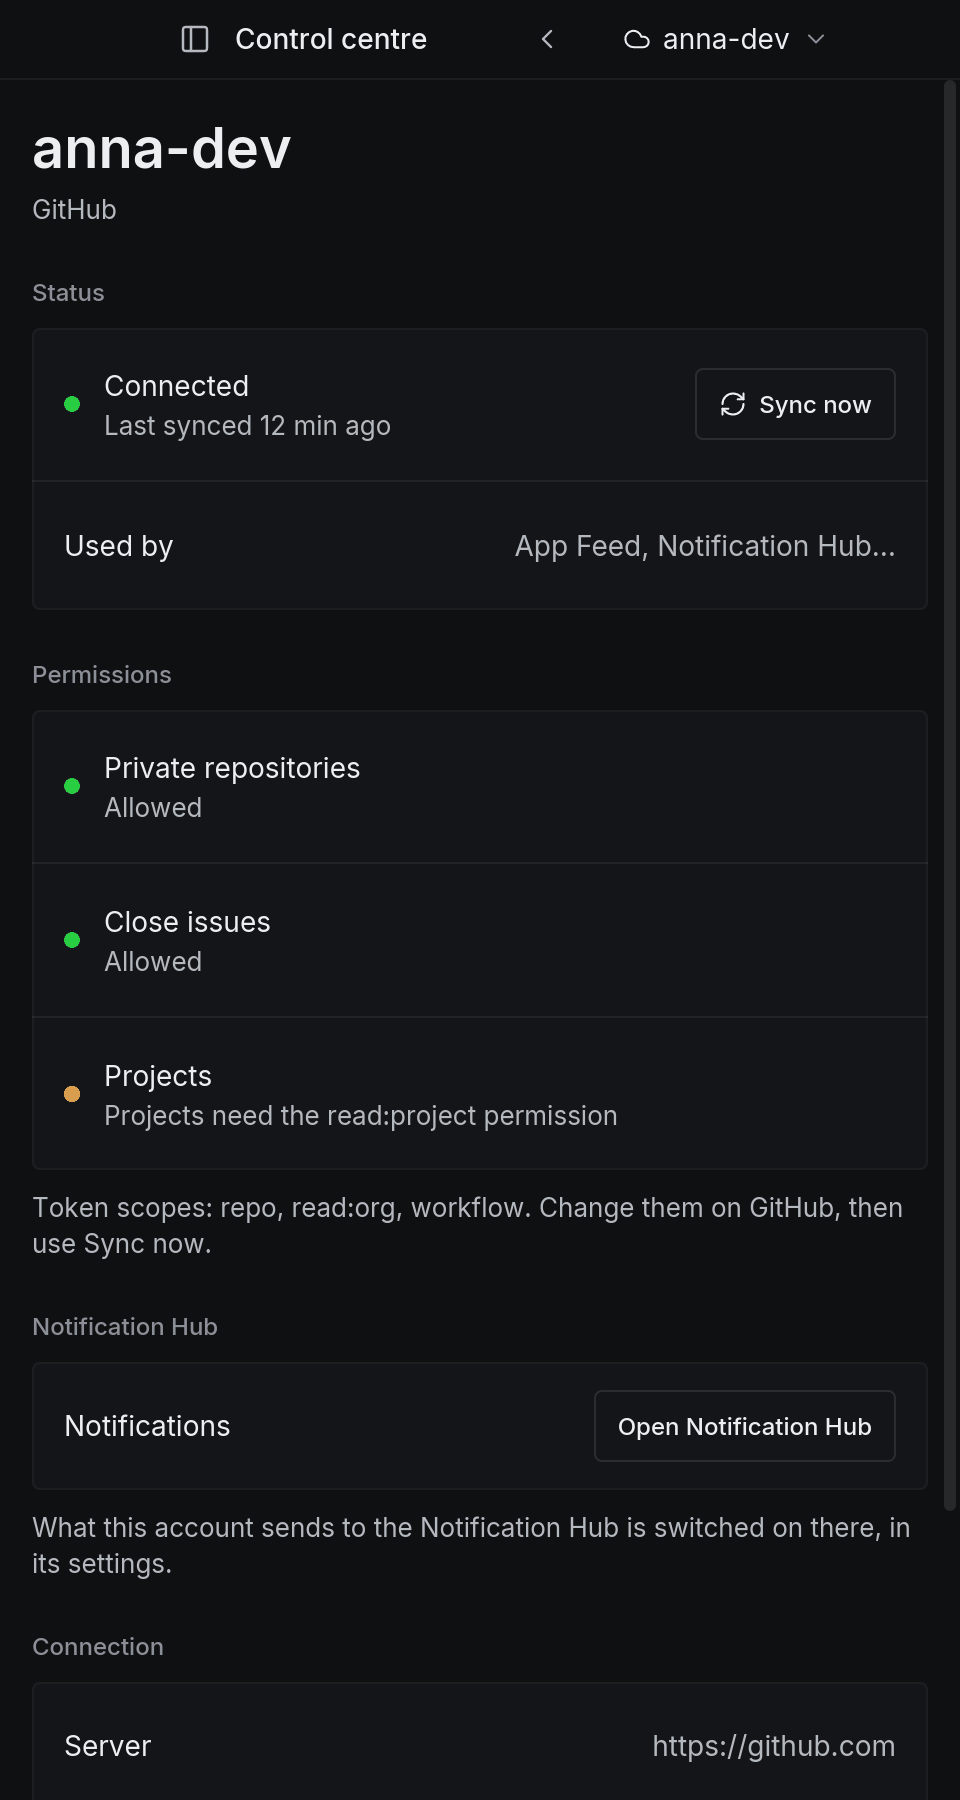 Control centre
anna-dev
anna-dev
GitHub
Status
Connected
Last synced 12 min ago
Sync now
Used by
App Feed, Notification Hub...
Permissions
Private repositories
Allowed
Close issues
Allowed
Projects
Projects need the read:project permission
Token scopes: repo, read:org, workflow. Change them on GitHub, then
use Sync now.
Notification Hub
Notifications
Open Notification Hub
What this account sends to the Notification Hub is switched on there, in
its settings.
Connection
Server
https://github.com